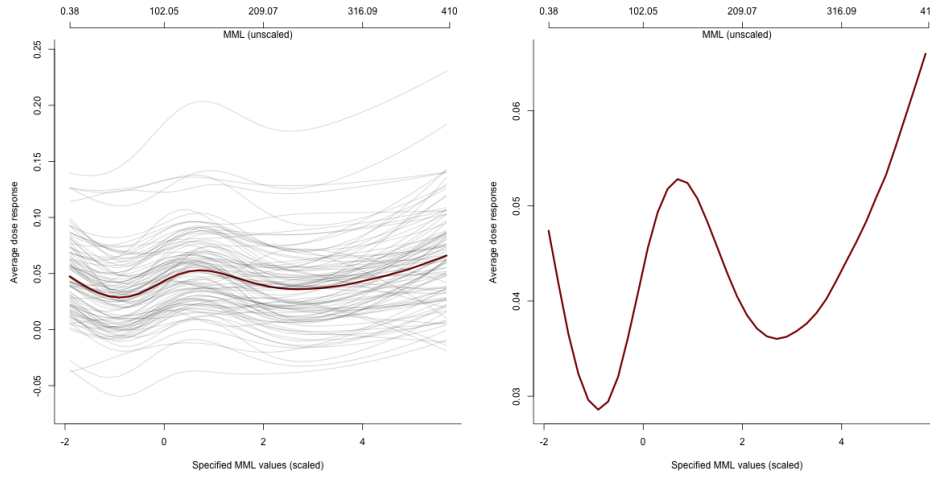 0.38 102.05 209.07 316.09 410
MML (unscaled)
0.25
0.20
0.15
0.10
0.05
0.00
-0.05
Average dose response
-2 0 2 4
Specified MML values (scaled)
0.38 102.05 209.07 316.09 41
MML (unscaled)
0.06
0.05
0.04
0.03
Average dose response
-2 0 2 4
Specified MML values (scaled)